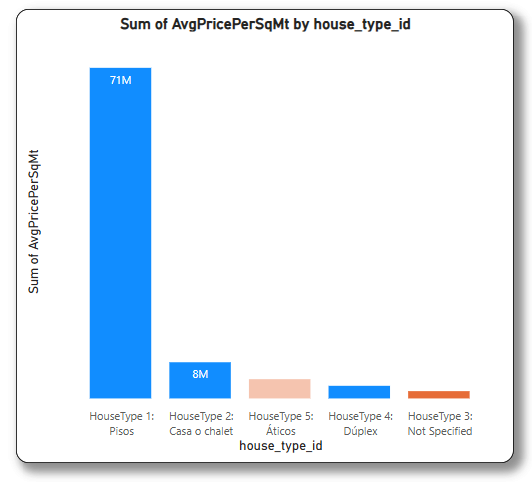 Sum of AvgPricePerSqMt by house_type_id
Sum of AvgPricePerSqMt
71M
8M
HouseType 1:
Pisos
HouseType 2:
Casa o chalet
HouseType 5:
Áticos
HouseType 4:
Dúplex
HouseType 3:
Not Specified
house_type_id